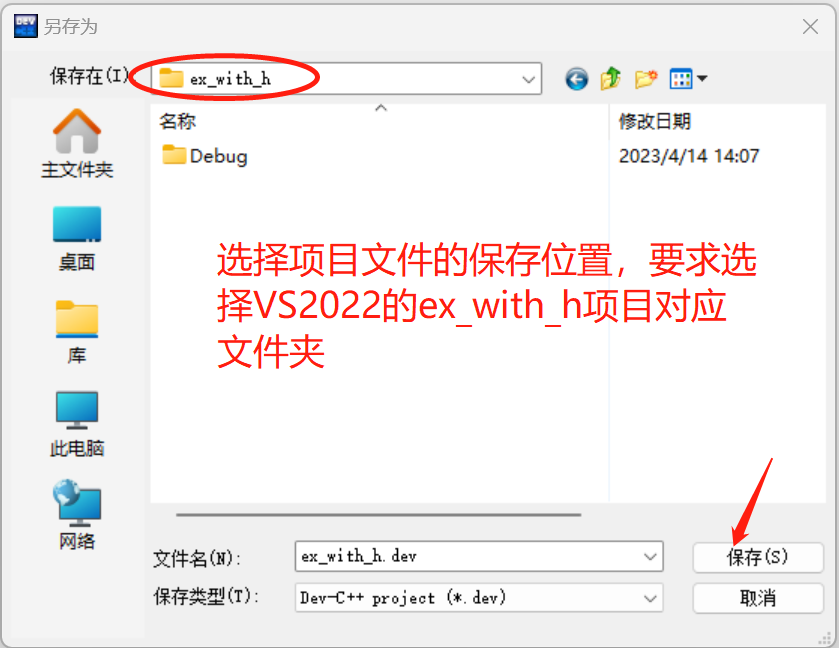 DEV
另存为
保存在(I)
ex_with_h
名称
修改日期
Debug
2023/4/14 14:07
主文件夹
桌面
库
此电脑
网络
选择项目文件的保存位置，要求选
择VS2022的ex_with_h项目对应
文件夹
文件名(N):
ex_with_h.dev
保存(S)
保存类型(T):
Dev-C++ project (*.dev)
取消